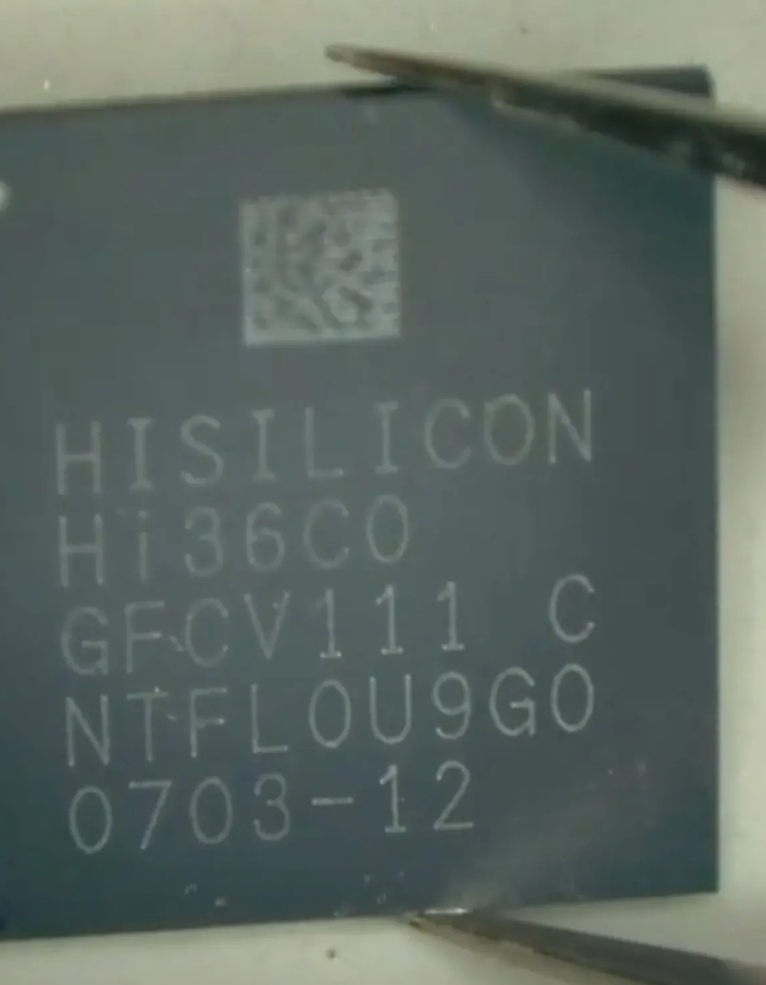 HISILICON
Hi36C0
GFCV111 C
NTFL0U9G0
0703-12